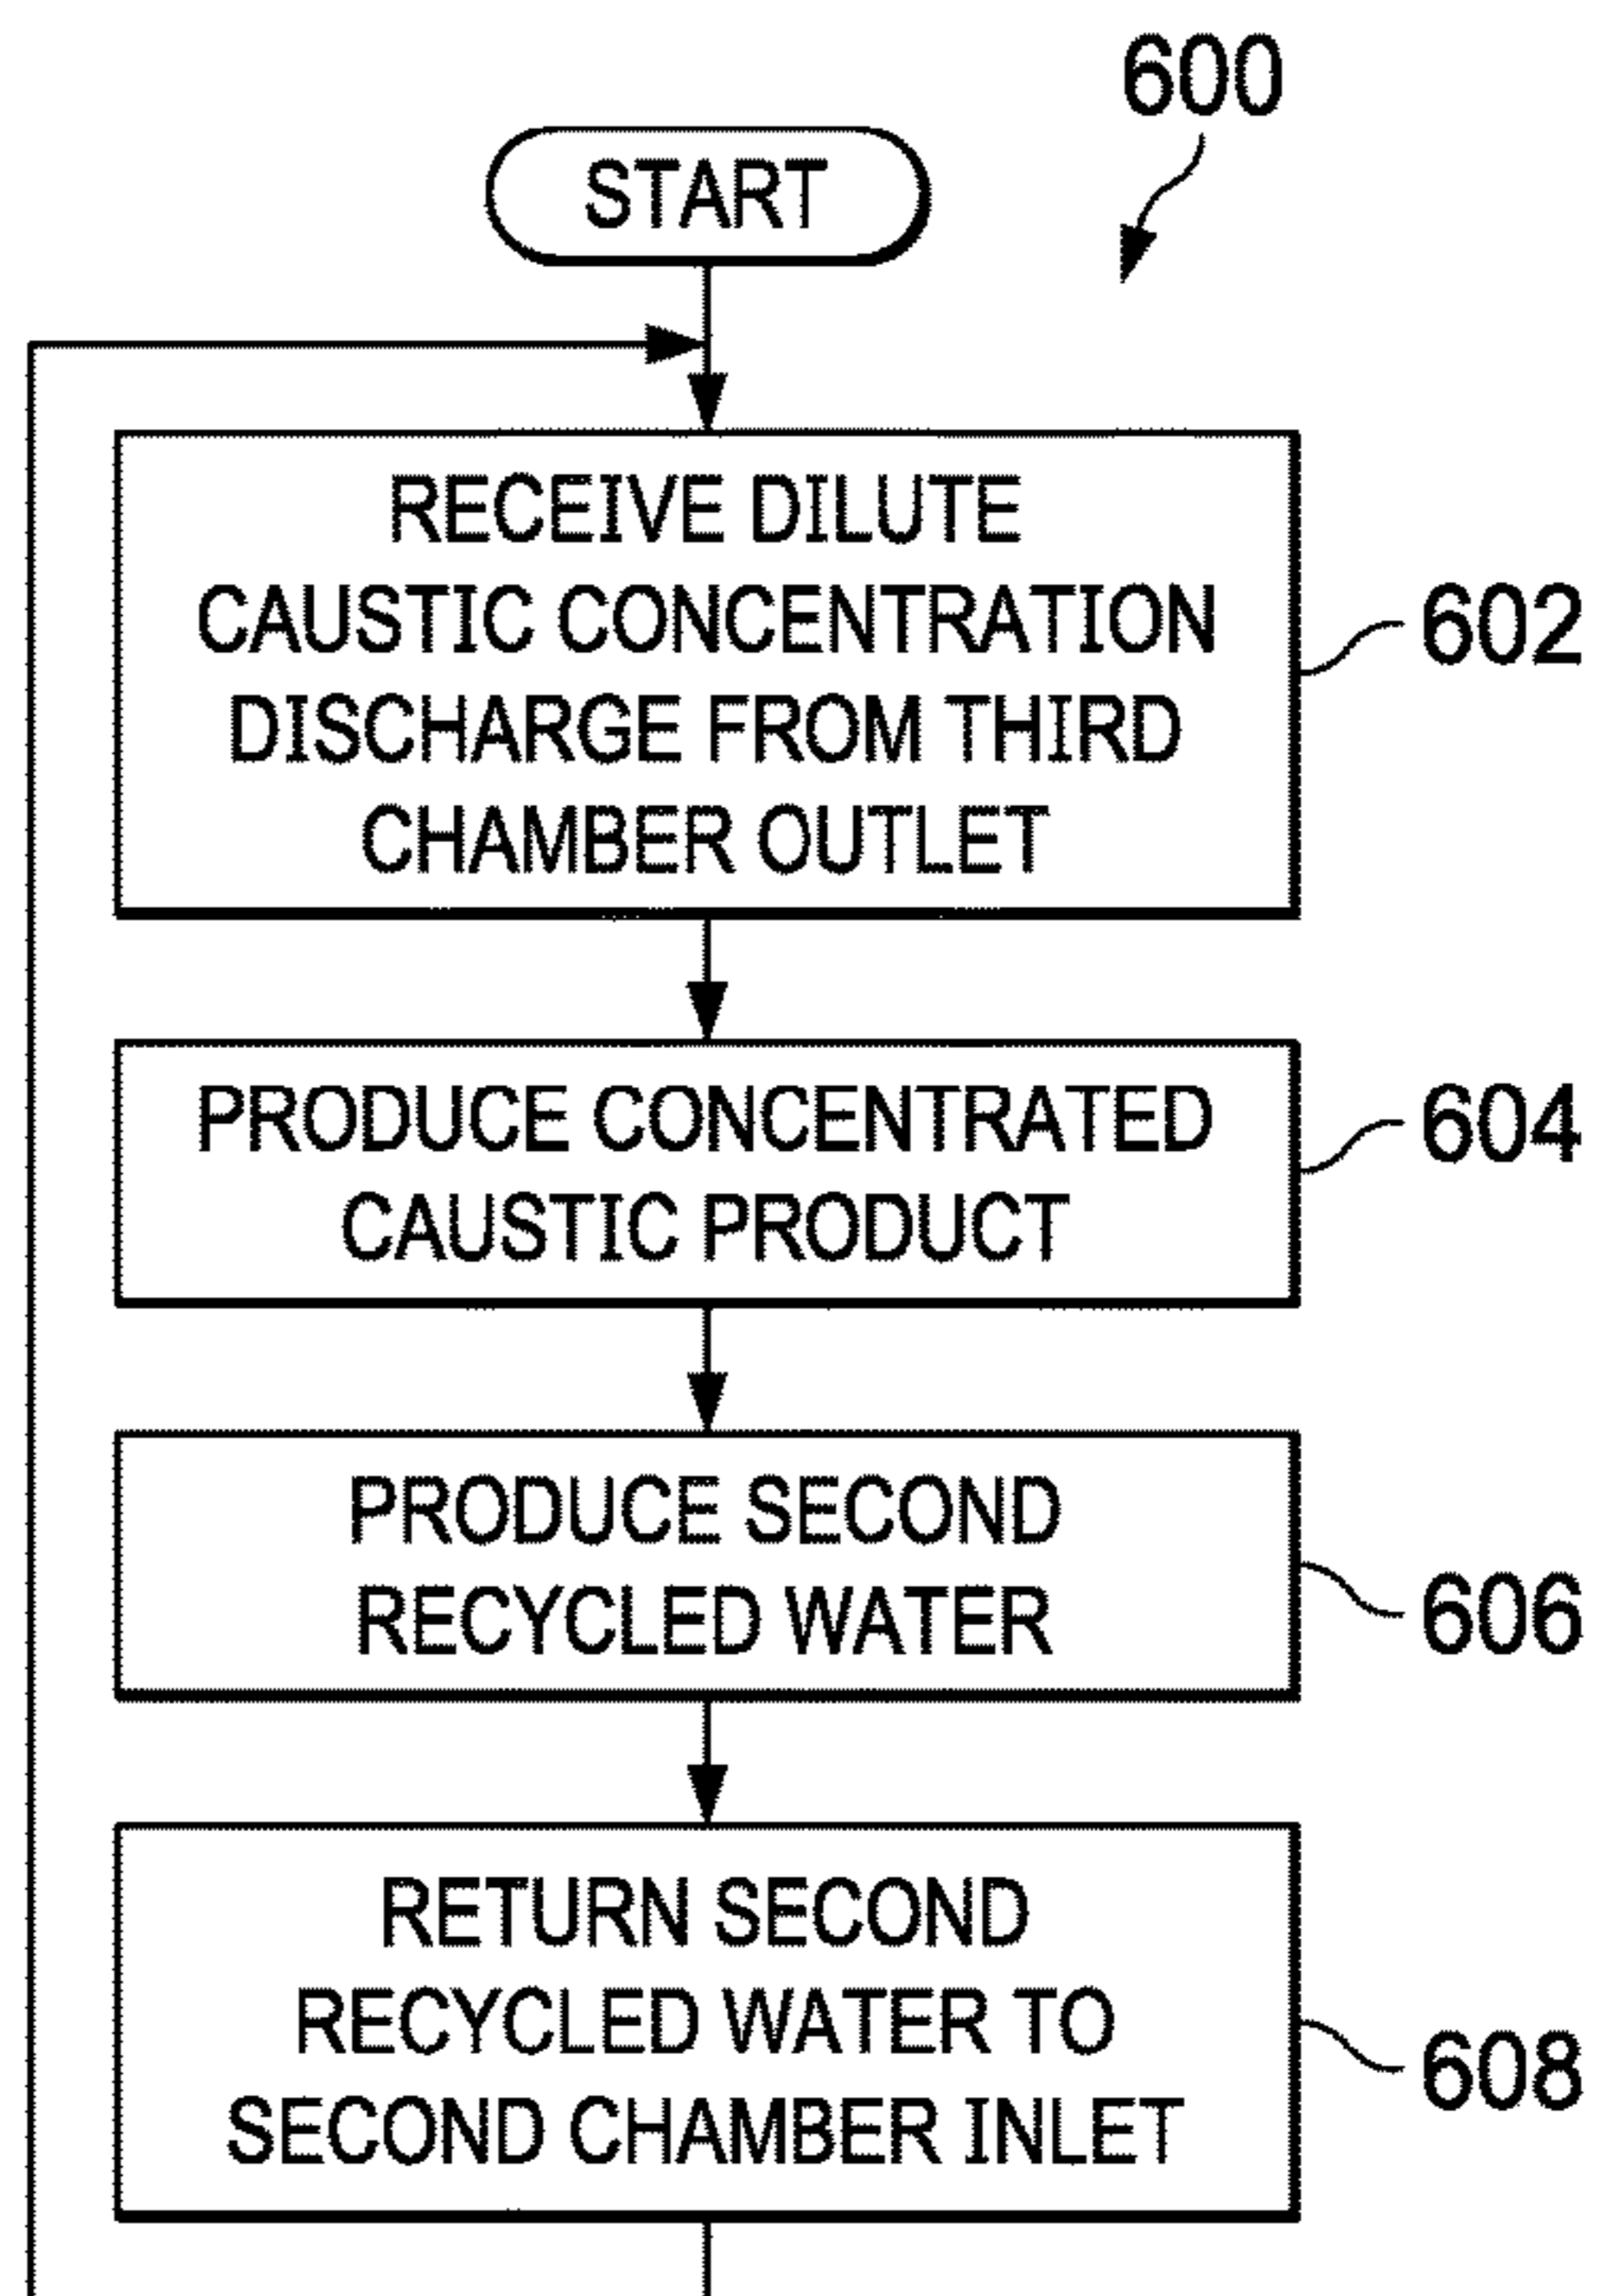 600
START
RECEIVE DILUTE
CAUSTIC CONCENTRATION
DISCHARGE FROM THIRD
CHAMBER OUTLET
602
PRODUCE CONCENTRATED
CAUSTIC PRODUCT
604
PRODUCE SECOND
RECYCLED WATER
606
RETURN SECOND
RECYCLED WATER TO
SECOND CHAMBER INLET
608